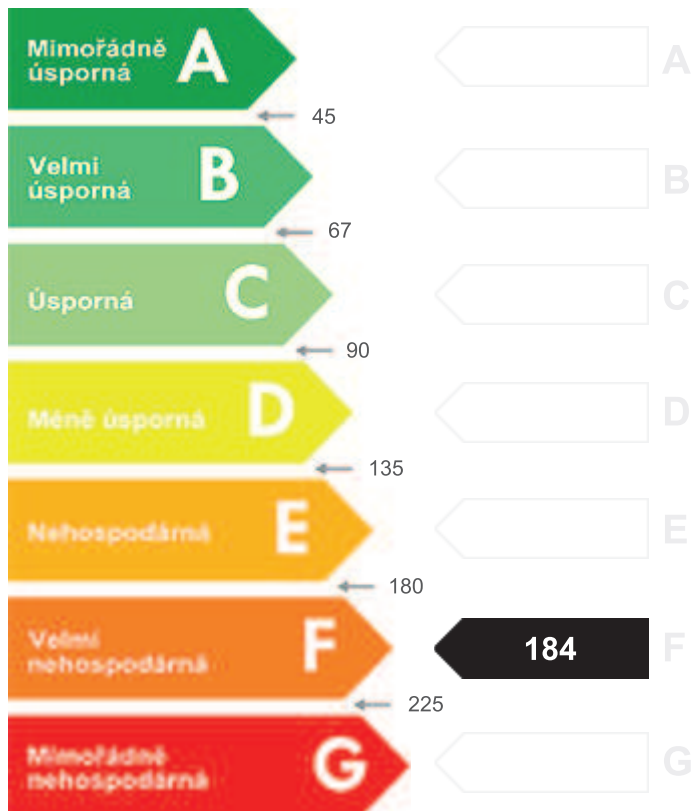 Mimořádně
úsporná
A
A
45
Velmi
úsporná
B
B
67
Úsporná
C
C
90
Méně úsporná
D
D
135
Nehospodárná
E
E
180
Velmi
nehospodárná
F
184
F
225
Mimořádně
nehospodárná
G
G